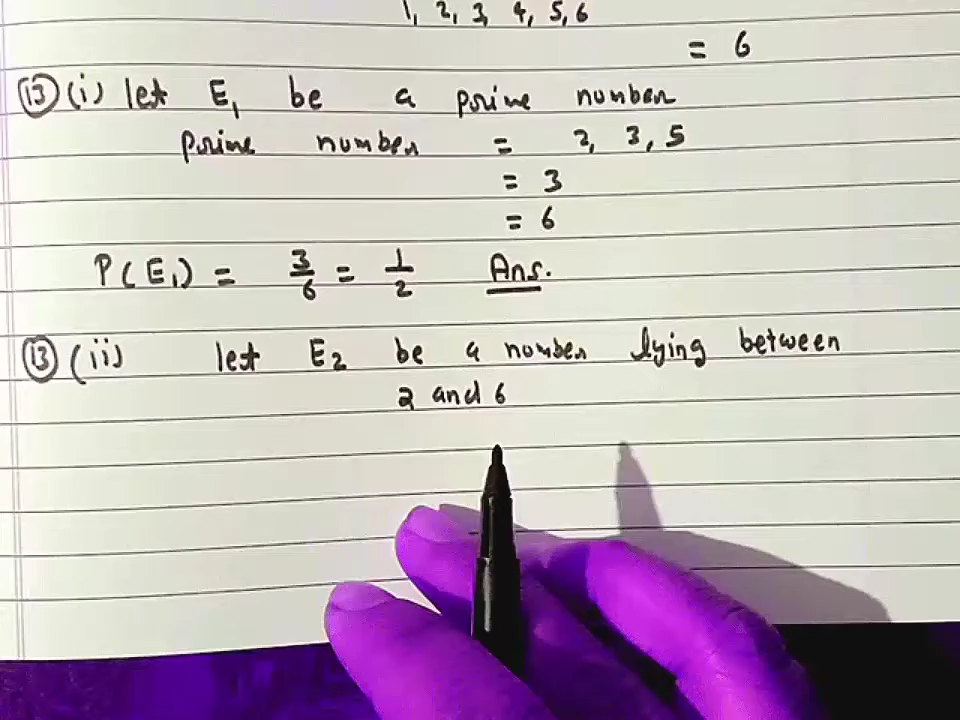 1, 2, 3, 4, 5, 6
= 6
13 (i) let E1 be a prime number
prime number = 2, 3, 5
= 3
= 6
P(E1) = 3/6 = 1/2 Ans.
13 (ii) let E2 be a number lying between
2 and 6